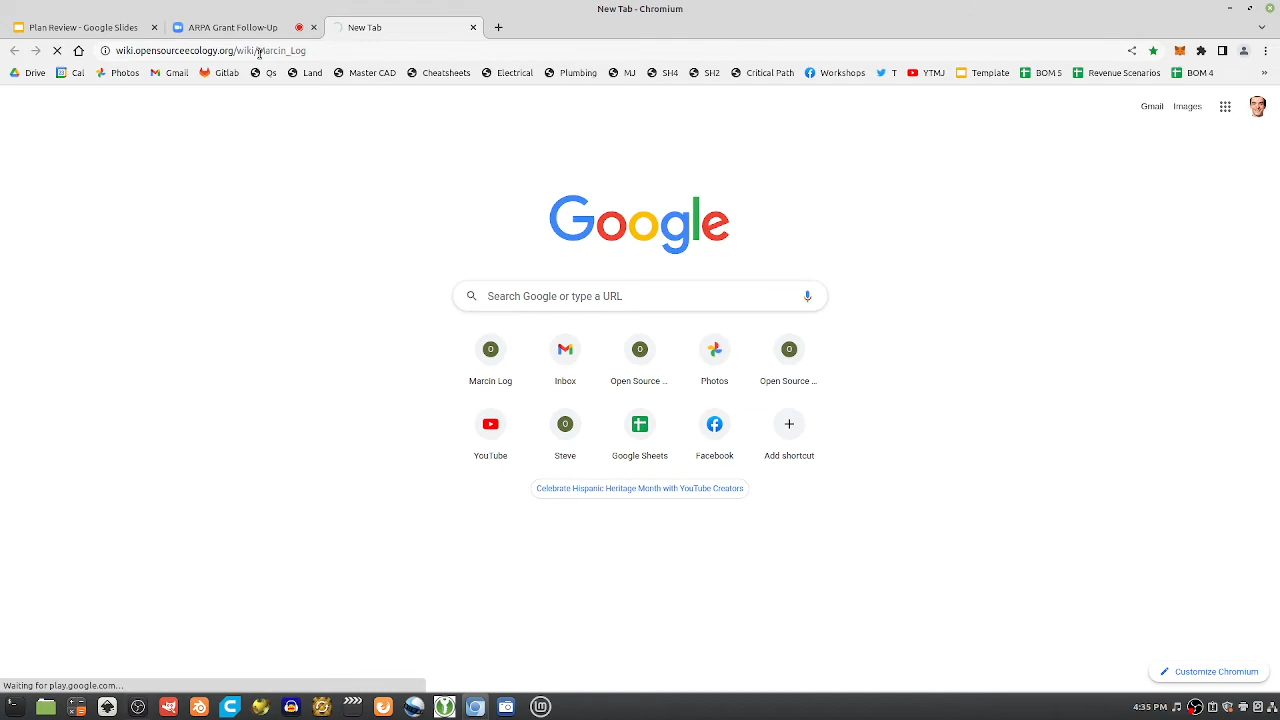 New Tab - Chromium
Plan Review - Google Slides
ARPA Grant Follow-Up
New Tab
wiki.opensourceecology.org/wiki/Marcin_Log
Drive Cal Photos Gmail Gitlab Qs Land Master CAD Cheatsheets Electrical Plumbing NJ SH4 SH2 Critical Path Workshops T YTMJ Template BOM 5 Revenue Scenarios BOM 4 »
Gmail Images
Google
Search Google or type a URL
O O O
Marcin Log Inbox Open Source ... Photos Open Source ...
O
YouTube Steve Google Sheets Facebook Add shortcut
Celebrate Hispanic Heritage Month with YouTube Creators
Customize Chromium
Waiting for play.google.com...
4:35 PM